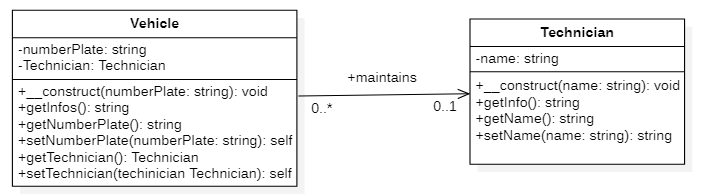 Vehicle
-numberPlate: string
-Technician: Technician
+__construct(numberPlate: string): void
+getInfos(): string
+getNumberPlate(): string
+setNumberPlate(numberPlate: string): self
+getTechnician(): Technician
+setTechnician(techinician Technician): self
+maintains
0..*
0..1
Technician
-name: string
+__construct(name: string): void
+getInfo(): string
+getName(): string
+setName(name: string): string